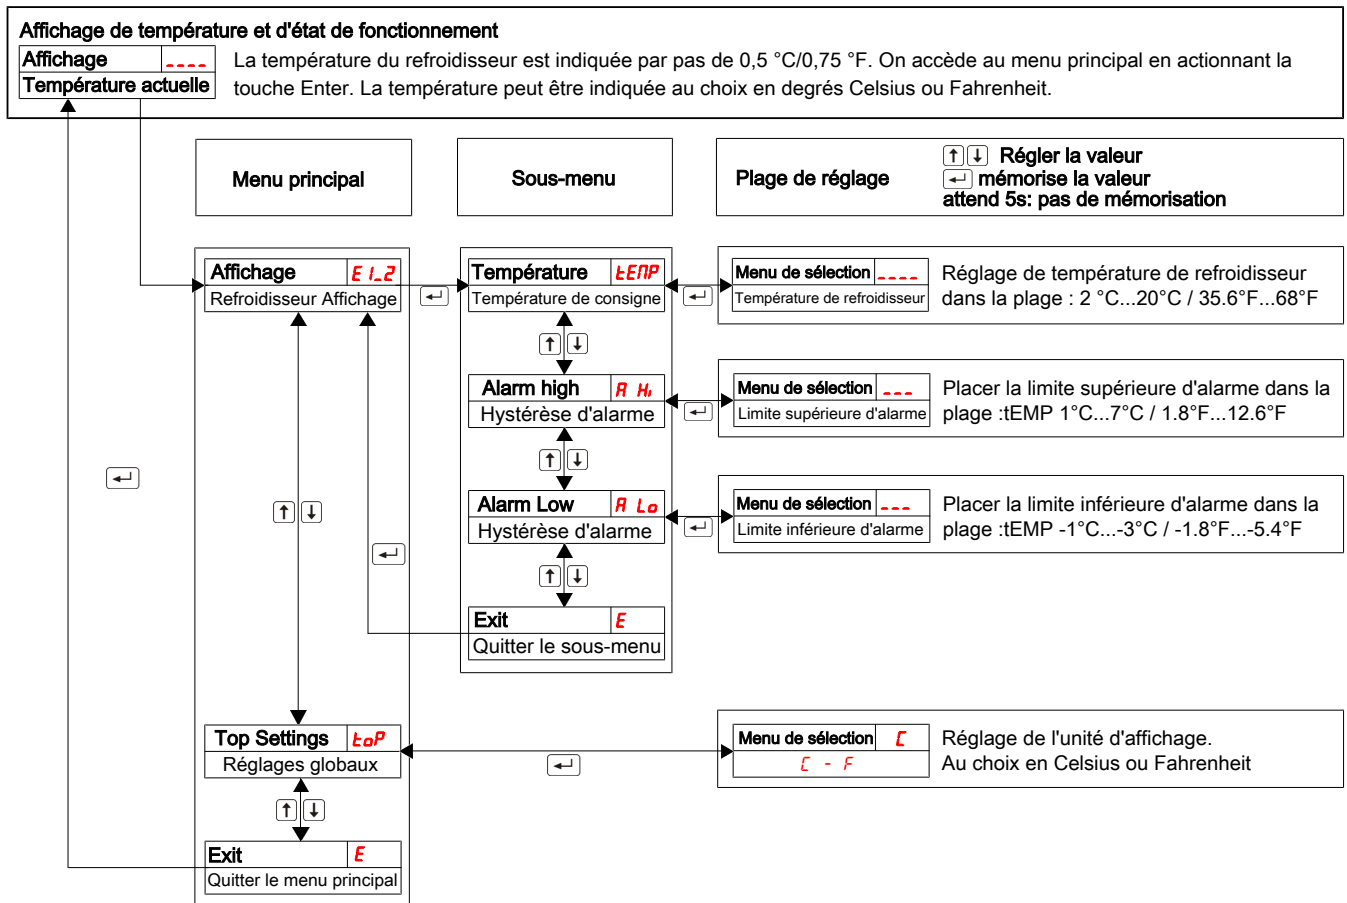 Affichage de température et d'état de fonctionnement
Affichage ----
Température actuelle
La température du refroidisseur est indiquée par pas de 0,5 °C/0,75 °F. On accède au menu principal en actionnant la
touche Enter. La température peut être indiquée au choix en degrés Celsius ou Fahrenheit.
Menu principal
Sous-menu
Plage de réglage
↑ ↓ Régler la valeur
↵ mémorise la valeur
attend 5s: pas de mémorisation
Affichage E1_2
Refroidisseur Affichage
↵
Température tEMP
Température de consigne
↵
Menu de sélection ----
Température de refroidisseur
Réglage de température de refroidisseur
dans la plage : 2 °C...20°C / 35.6°F...68°F
↑ ↓
Alarm high A Hi
Hystérèse d'alarme
↵
Menu de sélection ---
Limite supérieure d'alarme
Placer la limite supérieure d'alarme dans la
plage :tEMP 1°C...7°C / 1.8°F...12.6°F
↵
↑ ↓
↑ ↓
Alarm Low A Lo
Hystérèse d'alarme
↵
Menu de sélection ---
Limite inférieure d'alarme
Placer la limite inférieure d'alarme dans la
plage :tEMP -1°C...-3°C / -1.8°F...-5.4°F
↵
↑ ↓
Exit E
Quitter le sous-menu
Top Settings toP
Réglages globaux
↵
Menu de sélection C
C - F
Réglage de l'unité d'affichage.
Au choix en Celsius ou Fahrenheit
↑ ↓
Exit E
Quitter le menu principal